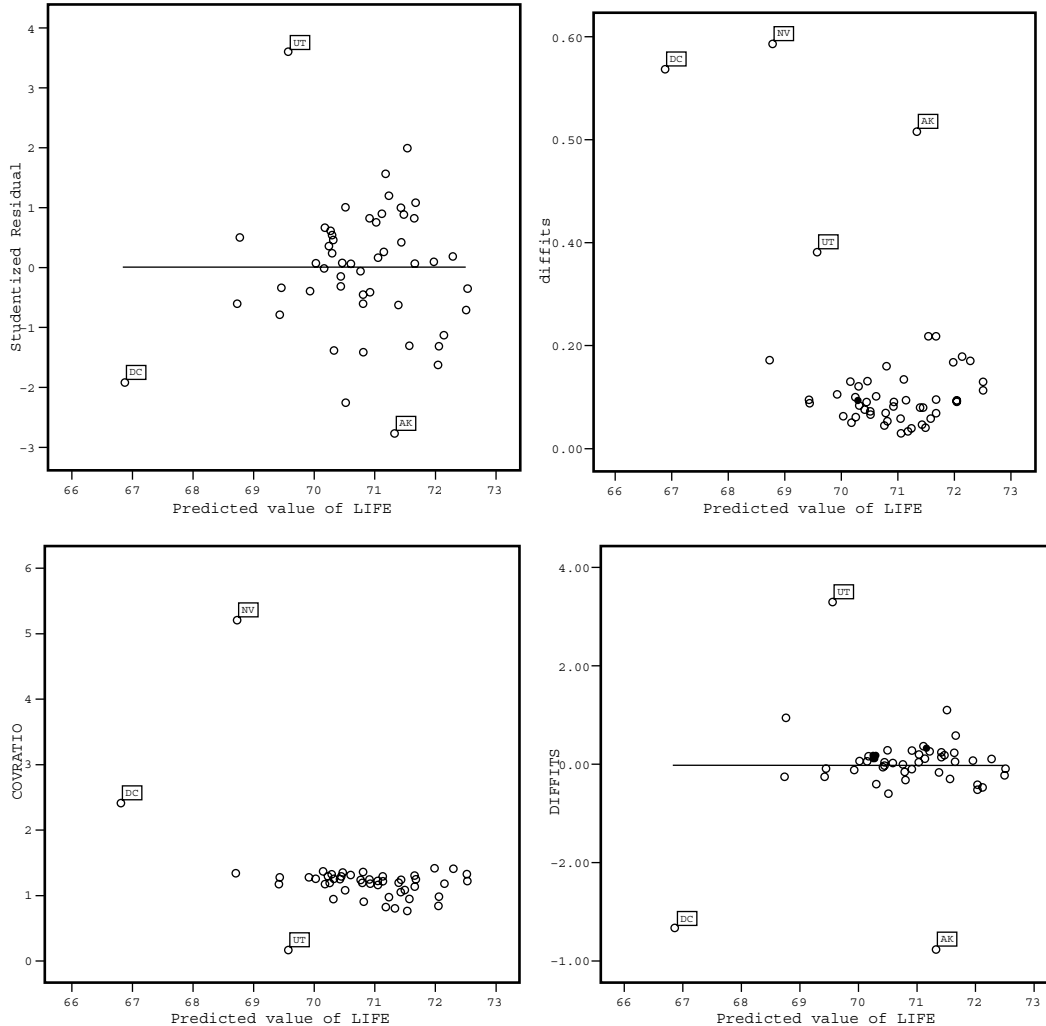 4
3
2
1
0
−1
−2
−3
Studentized Residual
UT
DC
AK
66 67 68 69 70 71 72 73
Predicted value of LIFE
0.60
0.50
0.40
0.20
0.00
diffits
NV
DC
AK
UT
66 67 68 69 70 71 72 73
Predicted value of LIFE
6
5
4
3
2
1
0
COVRATIO
NV
DC
UT
66 67 68 69 70 71 72 73
Predicted value of LIFE
4.00
2.00
0.00
-2.00
-1.00
DIFFITS
UT
DC
AK
66 67 68 69 70 71 72 73
Predicted value of LIFE